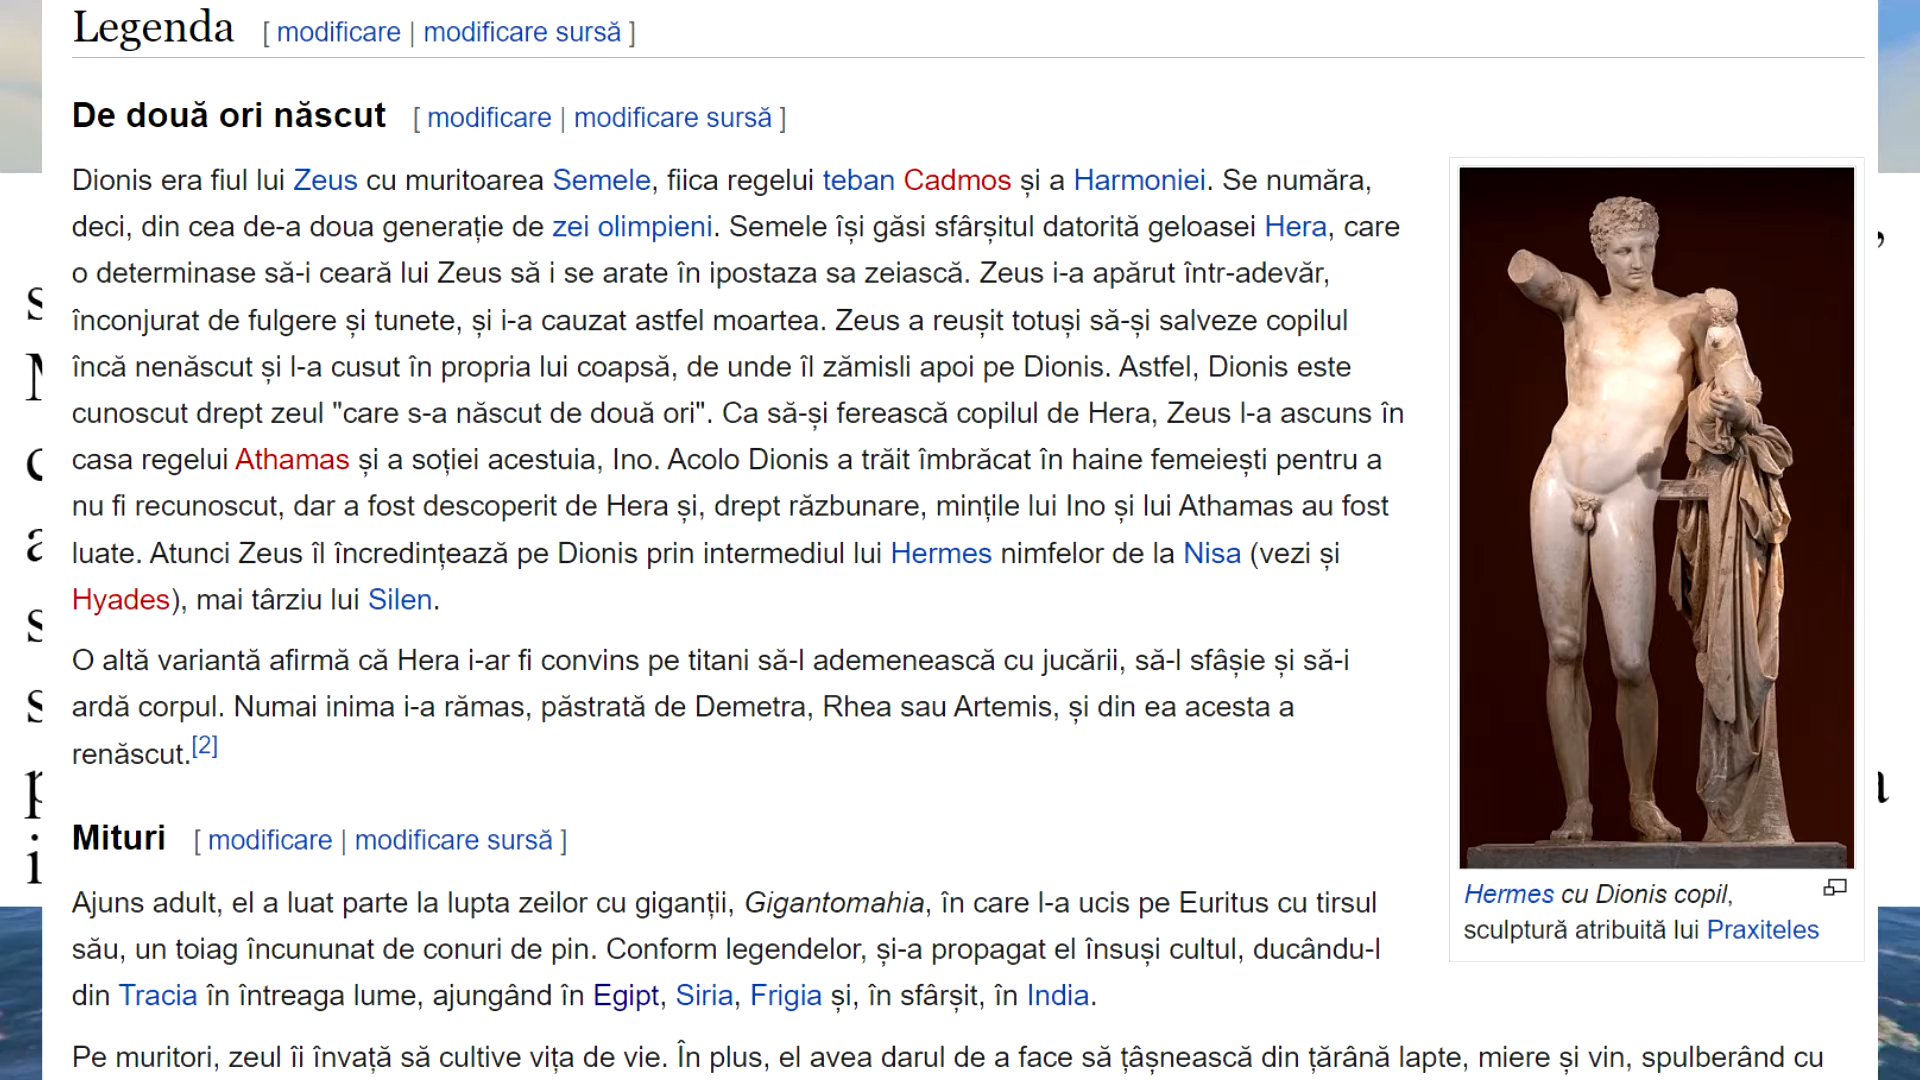 Legenda [ modificare | modificare sursă ]
De două ori născut [ modificare | modificare sursă ]
Dionis era fiul lui Zeus cu muritoarea Semele, fiica regelui teban Cadmos și a Harmoniei. Se număra,
deci, din cea de-a doua generație de zei olimpieni. Semele își găsi sfârșitul datorită geloasei Hera, care
o determinase să-i ceară lui Zeus să i se arate în ipostaza sa zeiască. Zeus i-a apărut într-adevăr,
înconjurat de fulgere și tunete, și i-a cauzat astfel moartea. Zeus a reușit totuși să-și salveze copilul
încă nenăscut și l-a cusut în propria lui coapsă, de unde îl zămisli apoi pe Dionis. Astfel, Dionis este
cunoscut drept zeul "care s-a născut de două ori". Ca să-și ferească copilul de Hera, Zeus l-a ascuns în
casa regelui Athamas și a soției acestuia, Ino. Acolo Dionis a trăit îmbrăcat în haine femeiești pentru a
nu fi recunoscut, dar a fost descoperit de Hera și, drept răzbunare, mințile lui Ino și lui Athamas au fost
luate. Atunci Zeus îl încredințează pe Dionis prin intermediul lui Hermes nimfelor de la Nisa (vezi și
Hyades), mai târziu lui Silen.
O altă variantă afirmă că Hera i-ar fi convins pe titani să-l ademenească cu jucării, să-l sfâșie și să-i
ardă corpul. Numai inima i-a rămas, păstrată de Demetra, Rhea sau Artemis, și din ea acesta a
renăscut.[2]
Mituri [ modificare | modificare sursă ]
Ajuns adult, el a luat parte la lupta zeilor cu giganții, Gigantomahia, în care l-a ucis pe Euritus cu tirsul
său, un toiag încununat de conuri de pin. Conform legendelor, și-a propagat el însuși cultul, ducându-l
din Tracia în întreaga lume, ajungând în Egipt, Siria, Frigia și, în sfârșit, în India.
Pe muritori, zeul îi învață să cultive vița de vie. În plus, el avea darul de a face să țâșnească din țărână lapte, miere și vin, spulberând cu
Hermes cu Dionis copil,
sculptură atribuită lui Praxiteles